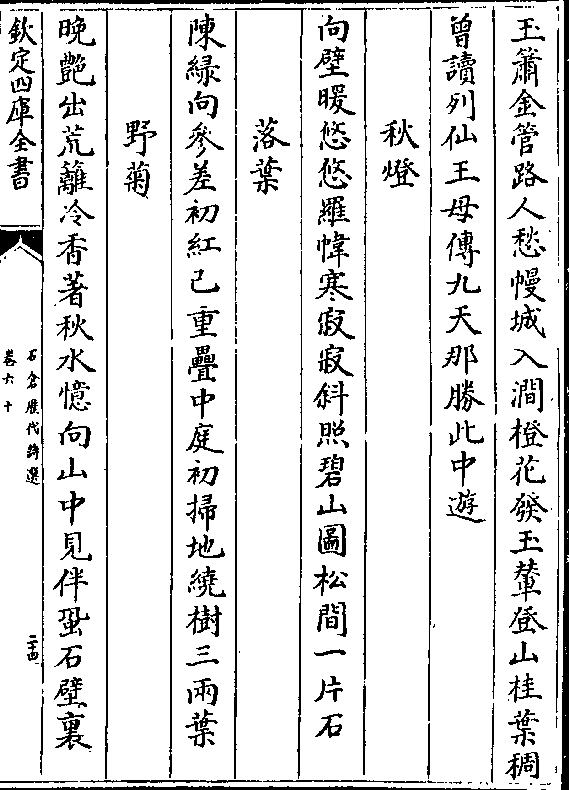 玉簫金管路人愁幔城入澗橙花發玉輦登山桂葉稠
曾讀列仙王母傳九天那勝此中遊
秋燈
向壁暖悠悠羅幃寒寂寂斜照碧山圖松間一片石
落葉
陳綠向參差初紅已重疊中庭初掃地繞樹三兩葉
野菊
晚艷出荒籬冷香著秋水憶向山中見伴蛩石壁裏
欽定四庫全書
石倉歷代詩選
卷六十
二十四